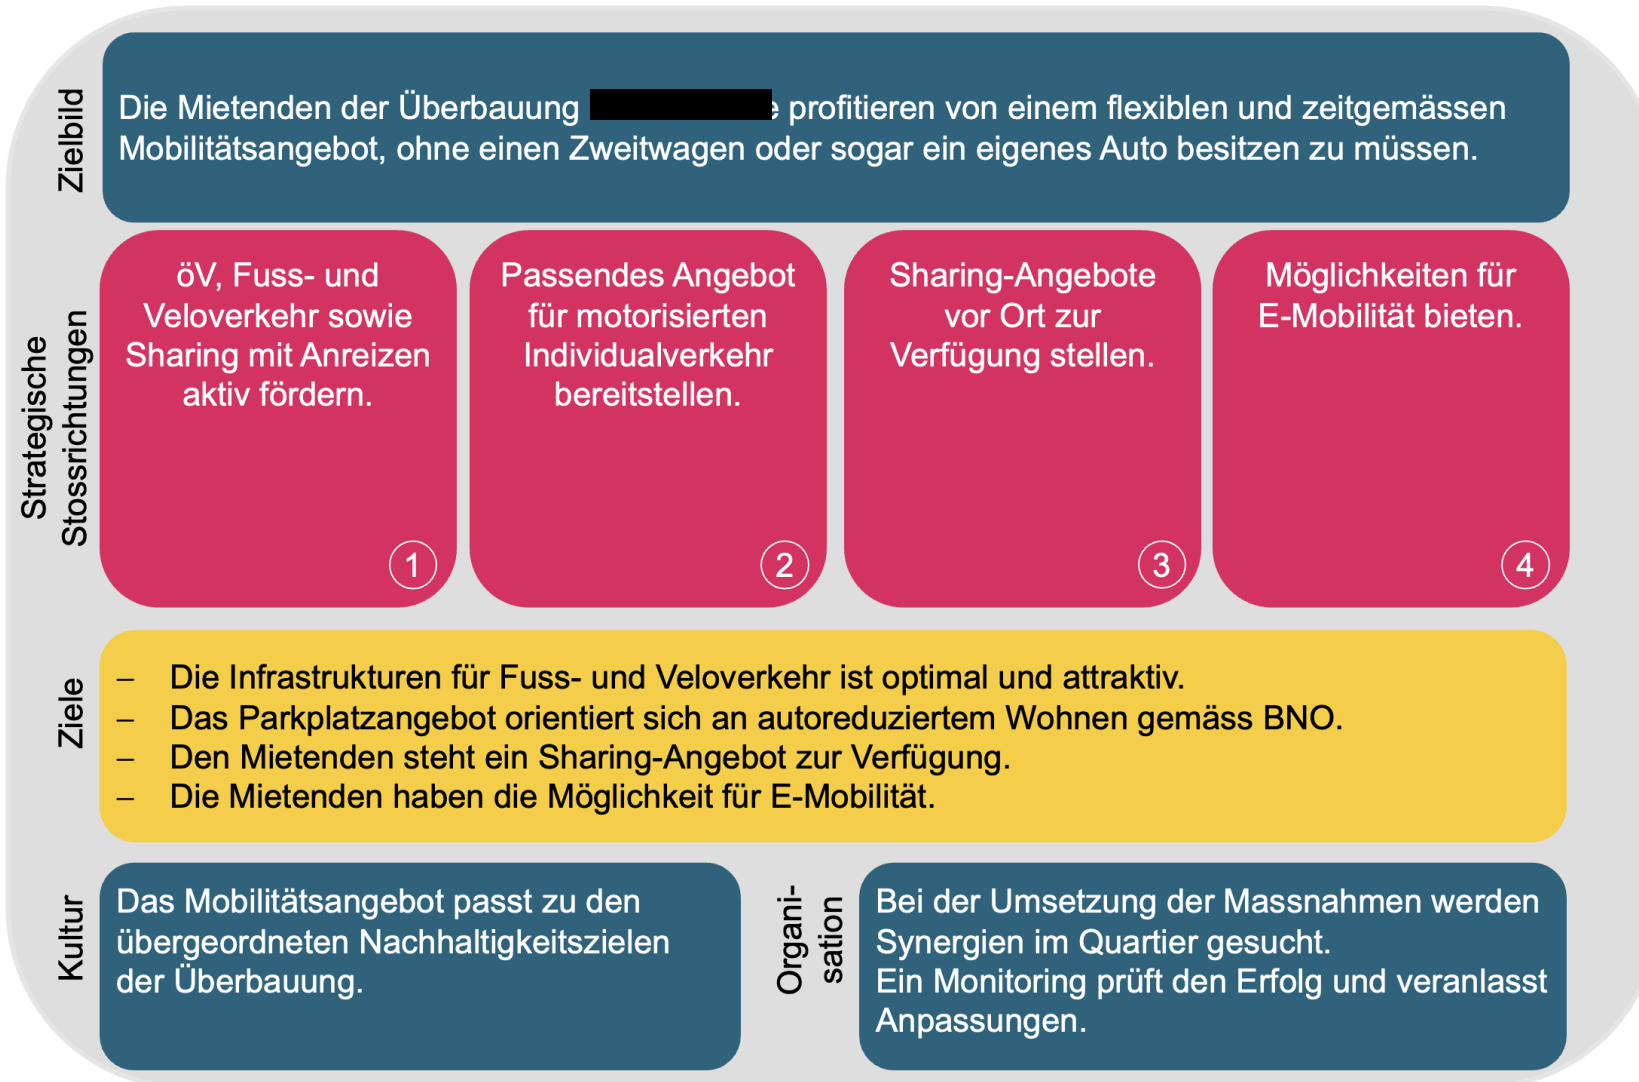 Zielbild
Die Mietenden der Überbauung profitieren von einem flexiblen und zeitgemässen
Mobilitätsangebot, ohne einen Zweitwagen oder sogar ein eigenes Auto besitzen zu müssen.
Strategische
Stossrichtungen
öV, Fuss- und
Veloverkehr sowie
Sharing mit Anreizen
aktiv fördern.
1
Passendes Angebot
für motorisierten
Individualverkehr
bereitstellen.
2
Sharing-Angebote
vor Ort zur
Verfügung stellen.
3
Möglichkeiten für
E-Mobilität bieten.
4
Ziele
– Die Infrastrukturen für Fuss- und Veloverkehr ist optimal und attraktiv.
– Das Parkplatzangebot orientiert sich an autoreduziertem Wohnen gemäss BNO.
– Den Mietenden steht ein Sharing-Angebot zur Verfügung.
– Die Mietenden haben die Möglichkeit für E-Mobilität.
Kultur
Das Mobilitätsangebot passt zu den
übergeordneten Nachhaltigkeitszielen
der Überbauung.
Organi-
sation
Bei der Umsetzung der Massnahmen werden
Synergien im Quartier gesucht.
Ein Monitoring prüft den Erfolg und veranlasst
Anpassungen.